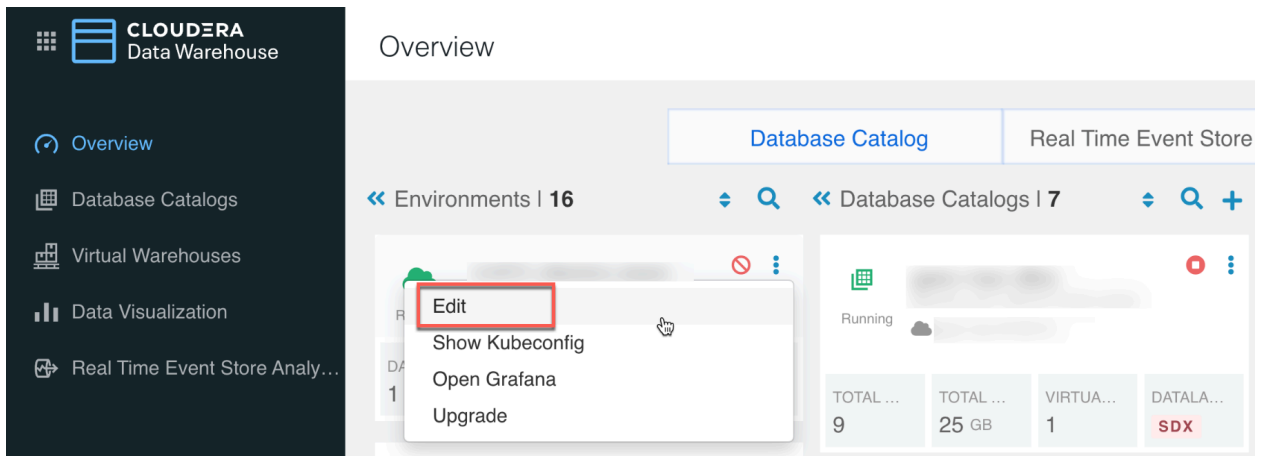 CLOUDERA
Data Warehouse
Overview
Overview
Database Catalogs
Virtual Warehouses
Data Visualization
Real Time Event Store Analy...
Database Catalog
Real Time Event Store
Environments | 16
Database Catalogs | 7
R
Edit
Show Kubeconfig
Open Grafana
Upgrade
DA
1
Running
TOTAL ...
9
TOTAL ...
25 GB
VIRTUA...
1
DATALA...
SDX